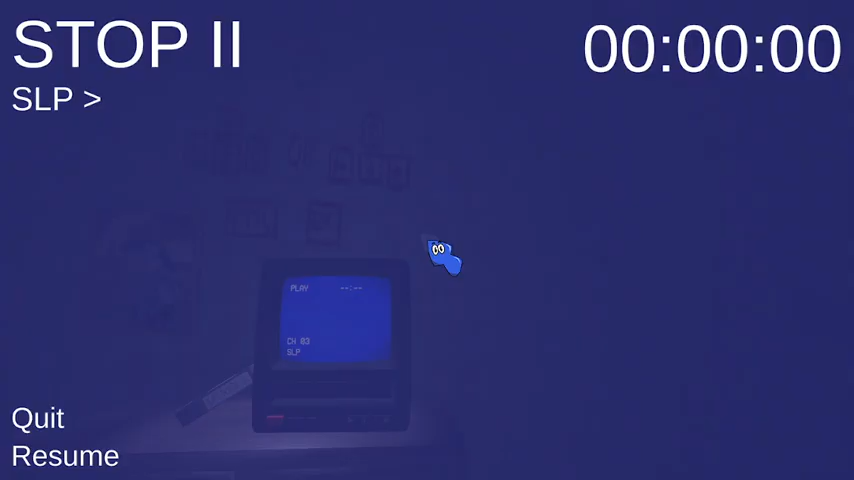 STOP II
00:00:00
SLP >
PLAY
--:--
CH 03
SLP
Quit
Resume